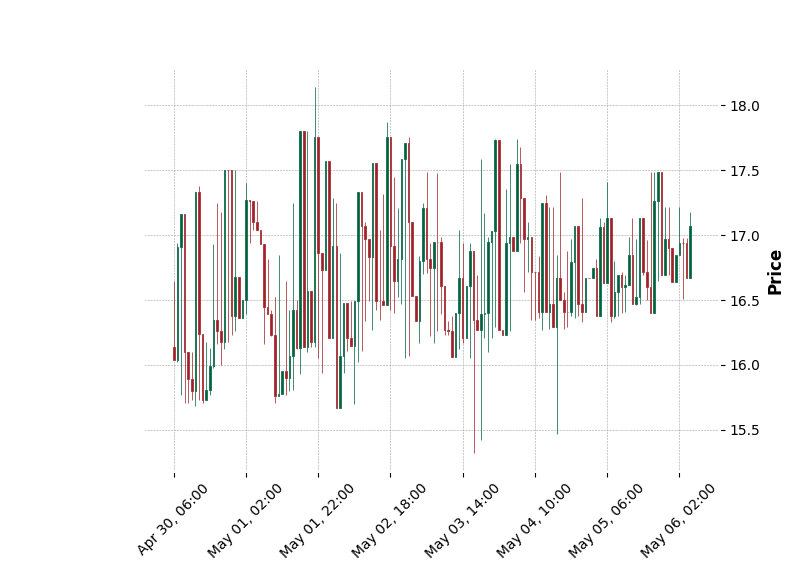 18.0
17.5
17.0
16.5
16.0
15.5
Price
Apr 30, 06:00
May 01, 02:00
May 01, 22:00
May 02, 18:00
May 03, 14:00
May 04, 10:00
May 05, 06:00
May 06, 02:00